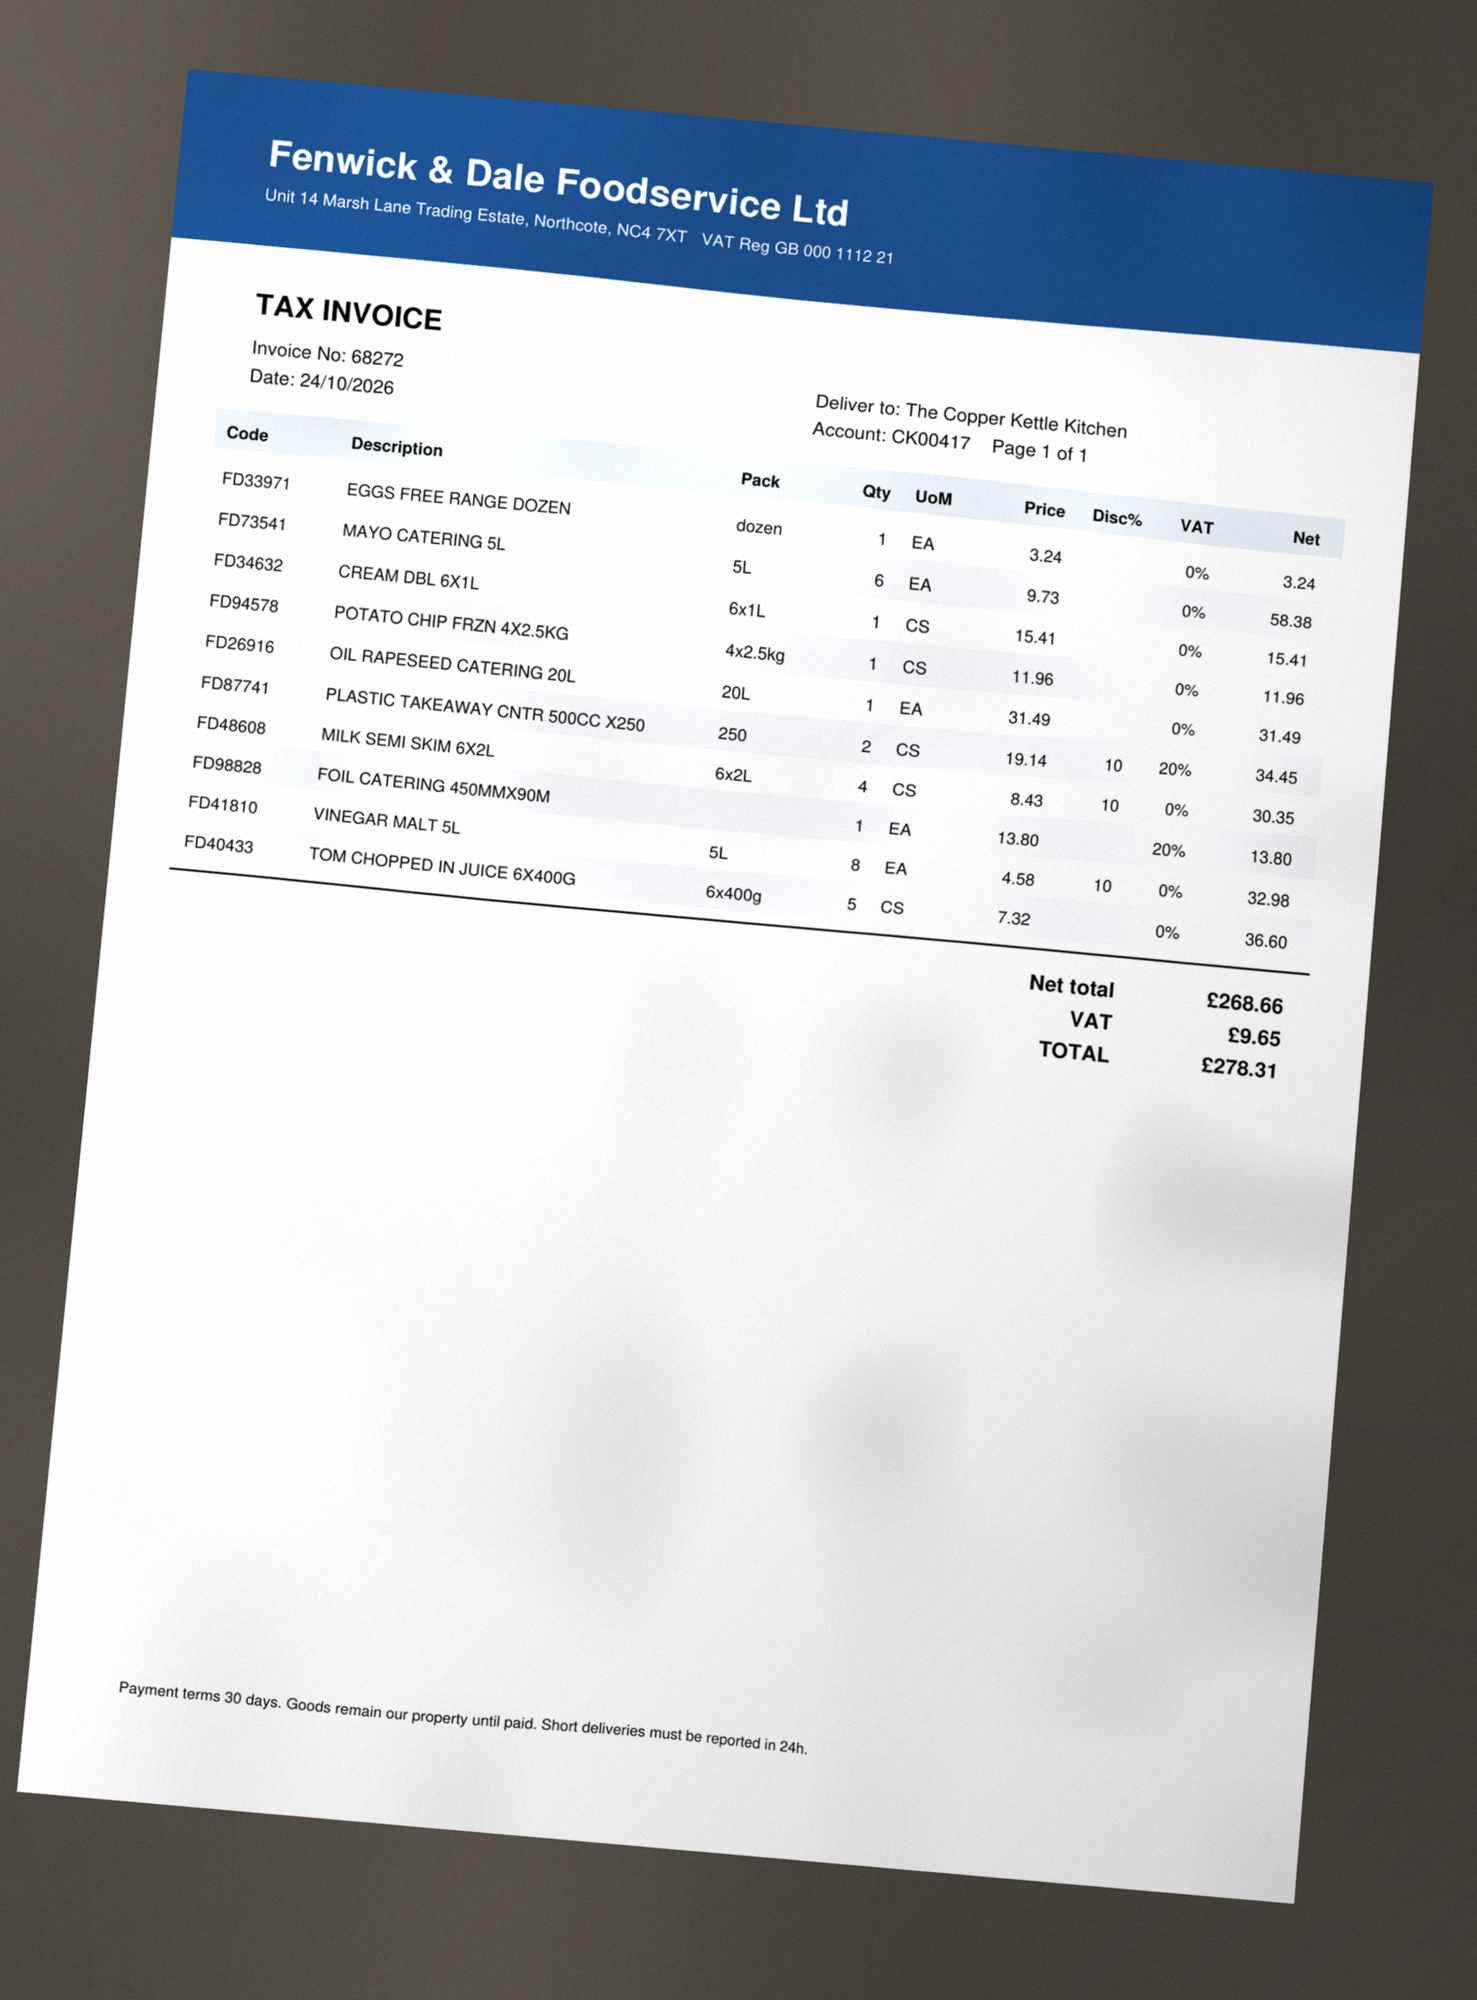 Fenwick & Dale Foodservice Ltd
Unit 14 Marsh Lane Trading Estate, Northcote, NC4 7XT VAT Reg GB 000 1112 21
TAX INVOICE
Invoice No: 68272
Date: 24/10/2026
Deliver to: The Copper Kettle Kitchen
Account: CK00417 Page 1 of 1
Code Description Pack Qty UoM Price Disc% VAT Net
FD33971 EGGS FREE RANGE DOZEN dozen 1 EA 3.24 0% 3.24
FD73541 MAYO CATERING 5L 5L 6 EA 9.73 0% 58.38
FD34632 CREAM DBL 6X1L 6x1L 1 CS 15.41 0% 15.41
FD94578 POTATO CHIP FRZN 4X2.5KG 4x2.5kg 1 CS 11.96 0% 11.96
FD26916 OIL RAPESEED CATERING 20L 20L 1 EA 31.49 0% 31.49
FD87741 PLASTIC TAKEAWAY CNTR 500CC X250 250 2 CS 19.14 10 20% 34.45
FD48608 MILK SEMI SKIM 6X2L 6x2L 4 CS 8.43 10 0% 30.35
FD98828 FOIL CATERING 450MMX90M 1 EA 13.80 20% 13.80
FD41810 VINEGAR MALT 5L 5L 8 EA 4.58 10 0% 32.98
FD40433 TOM CHOPPED IN JUICE 6X400G 6x400g 5 CS 7.32 0% 36.60
Net total £268.66
VAT £9.65
TOTAL £278.31
Payment terms 30 days. Goods remain our property until paid. Short deliveries must be reported in 24h.